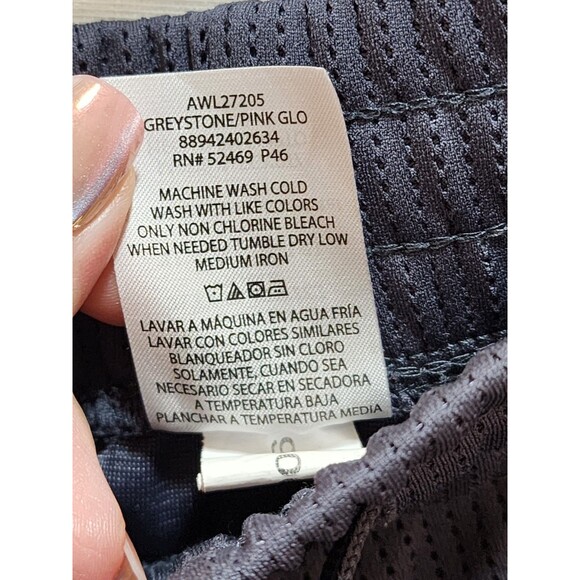 AWL27205
GREYSTONE/PINK GLO
88942402634
RN# 52469 P46
MACHINE WASH COLD
WASH WITH LIKE COLORS
ONLY NON CHLORINE BLEACH
WHEN NEEDED TUMBLE DRY LOW
MEDIUM IRON
LAVAR A MÁQUINA EN AGUA FRÍA
LAVAR CON COLORES SIMILARES
BLANQUEADOR SIN CLORO
SOLAMENTE, CUANDO SEA
NECESARIO SECAR EN SECADORA
A TEMPERATURA BAJA
PLANCHAR A TEMPERATURA MEDIA